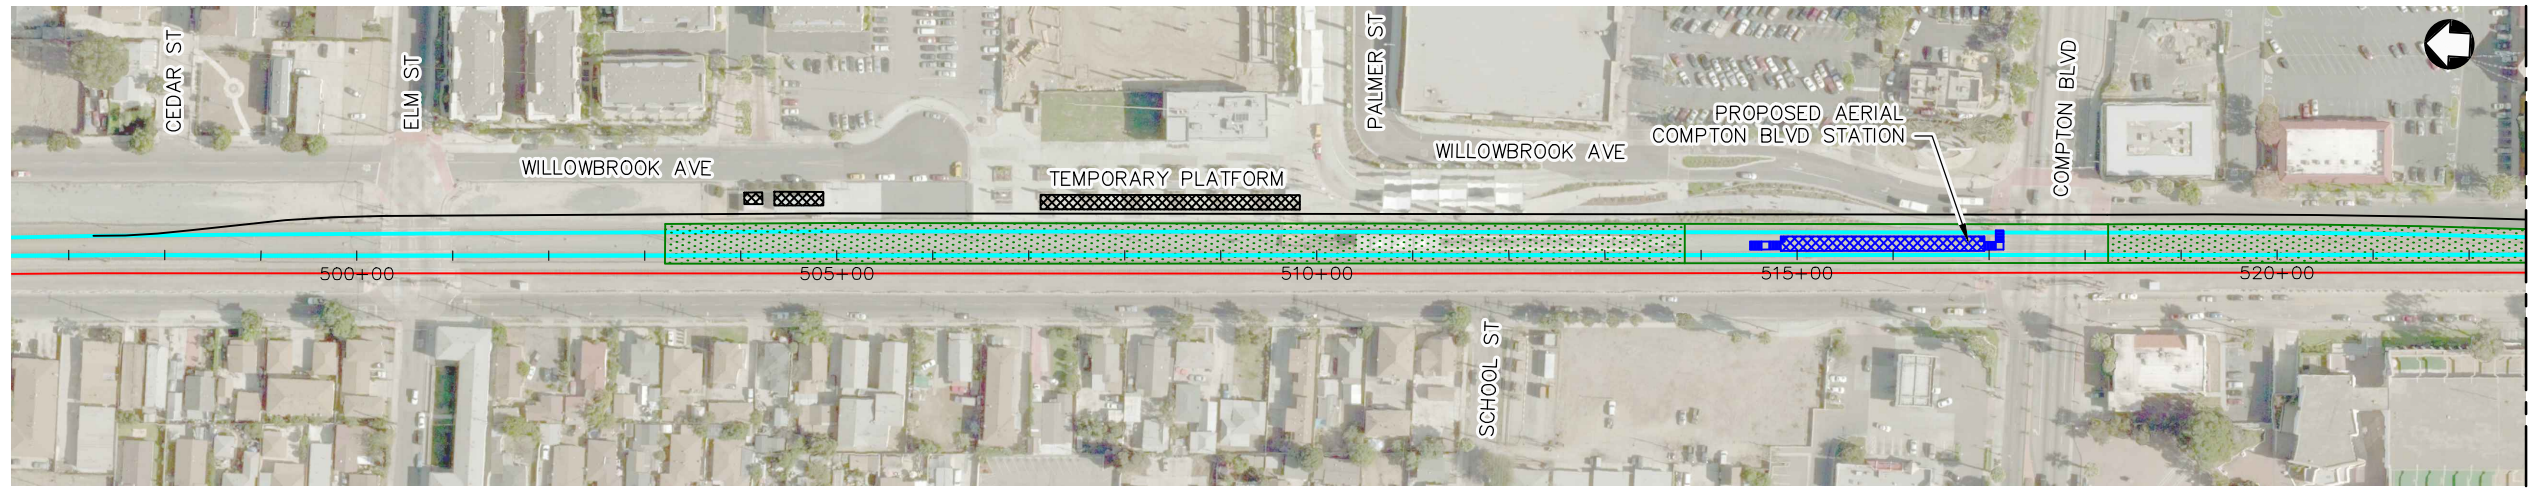 CEDAR ST
ELM ST
PALMER ST
COMPTON BLVD
PROPOSED AERIAL
COMPTON BLVD STATION
WILLOWBROOK AVE
WILLOWBROOK AVE
TEMPORARY PLATFORM
500+00
505+00
510+00
515+00
520+00
SCHOOL ST